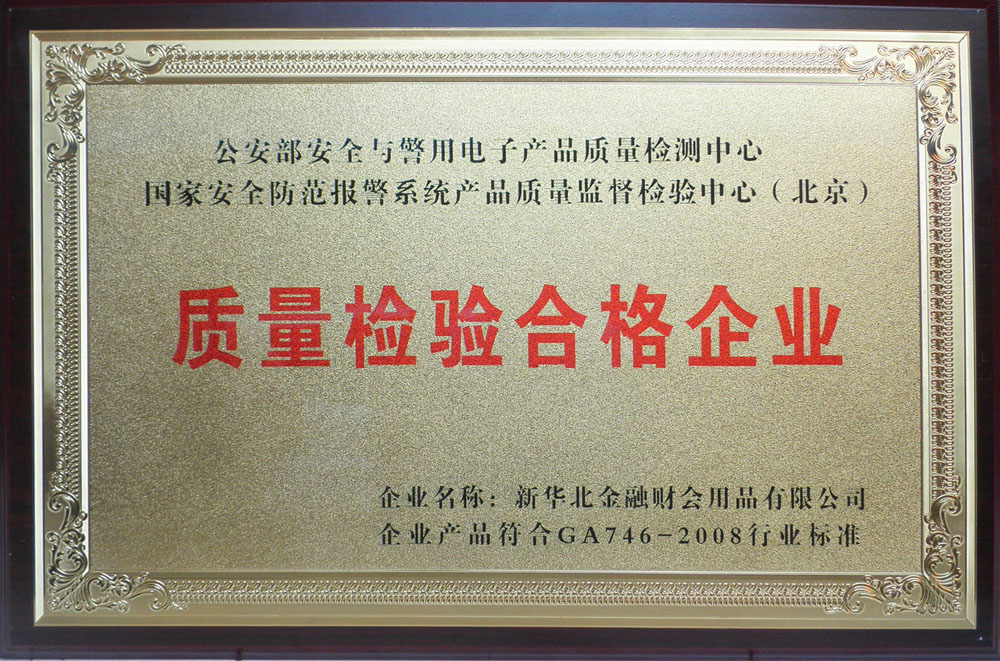 公安部安全与警用电子产品质量检测中心
国家安全防范报警系统产品质量监督检验中心（北京）
质量检验合格企业
企业名称：新华北金融财会用品有限公司
企业产品符合GA746-2008行业标准